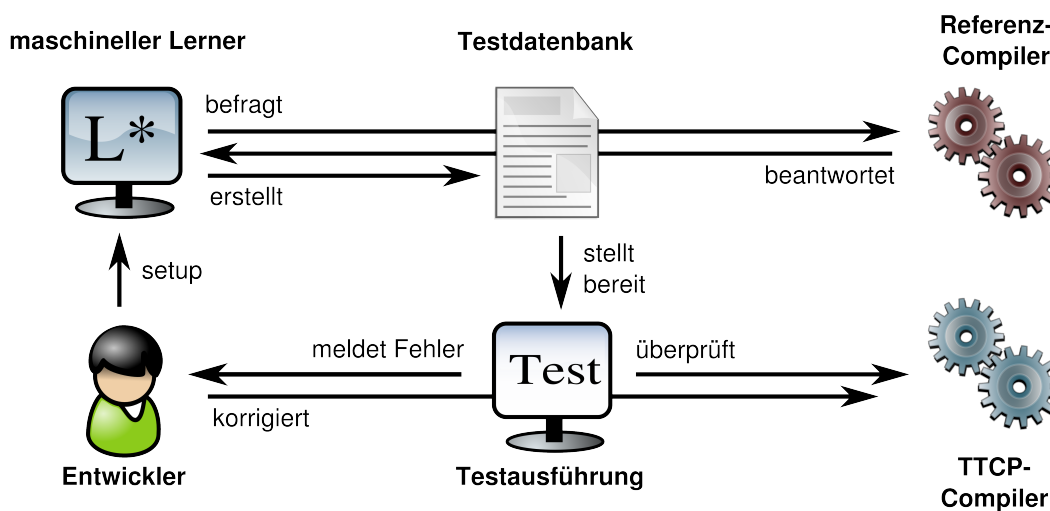 maschineller Lerner
Testdatenbank
Referenz-
Compiler
befragt
L*
beantwortet
erstellt
setup
stellt
bereit
meldet Fehler
Test
überprüft
korrigiert
Entwickler
Testausführung
TTCP-
Compiler